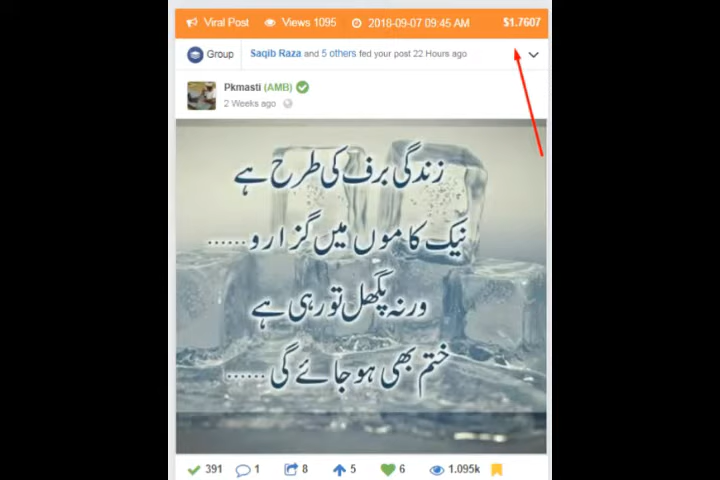 Viral Post Views 1095 2018-09-07 09:45 AM $1.7607
Group Saqib Raza and 5 others fed your post 22 Hours ago
Pkmasti (AMB)
2 Weeks ago
زندگی برف کی طرح ہے
نیک کاموں میں گزارو......
ورنہ پگھل تو رہی ہے
ختم بھی ہو جائے گی......
391 1 8 5 6 1.095k